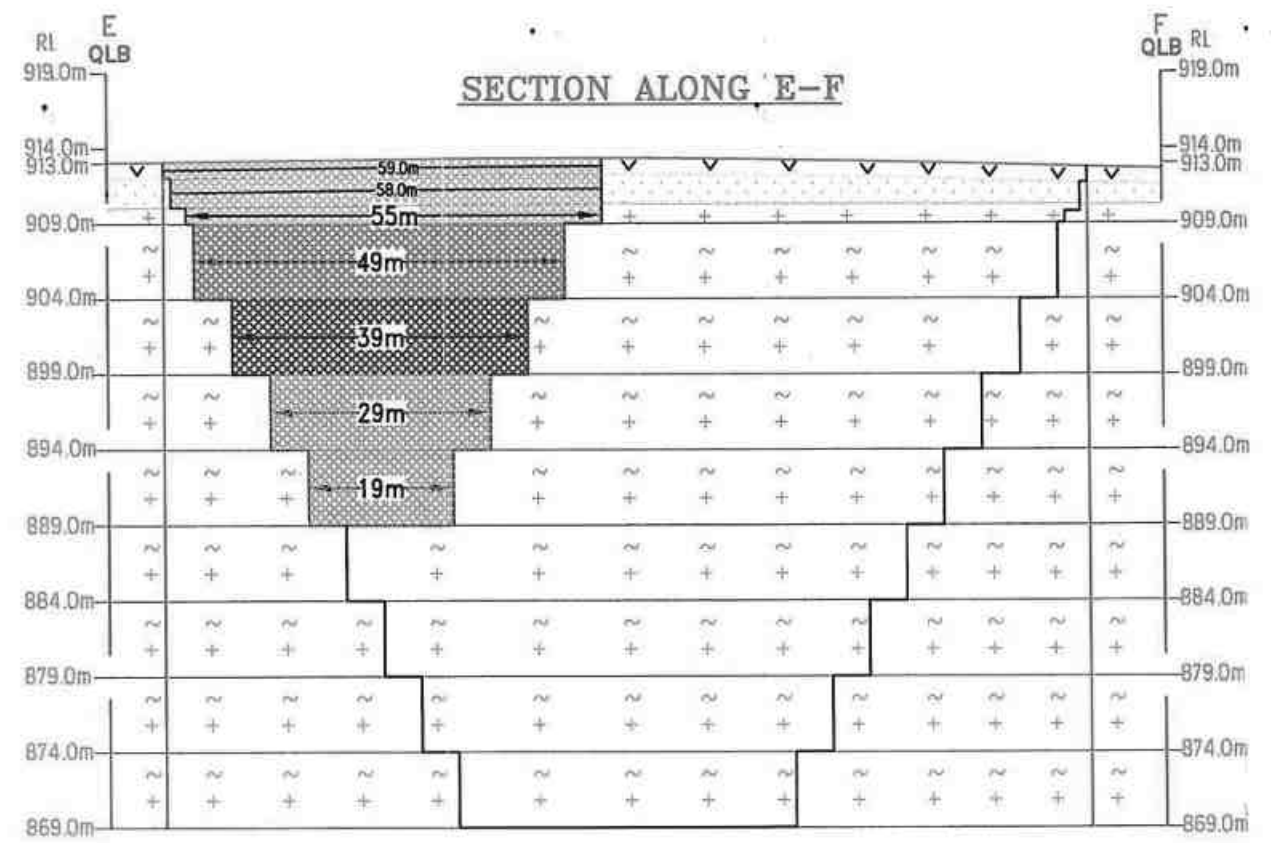 E
F
RL
QLB
QLB RL
919.0m
919.0m
SECTION ALONG E-F
914.0m
914.0m
913.0m
913.0m
59.0m
58.0m
55m
909.0m
909.0m
49m
904.0m
904.0m
39m
899.0m
899.0m
29m
894.0m
894.0m
19m
889.0m
889.0m
884.0m
884.0m
879.0m
879.0m
874.0m
874.0m
869.0m
869.0m